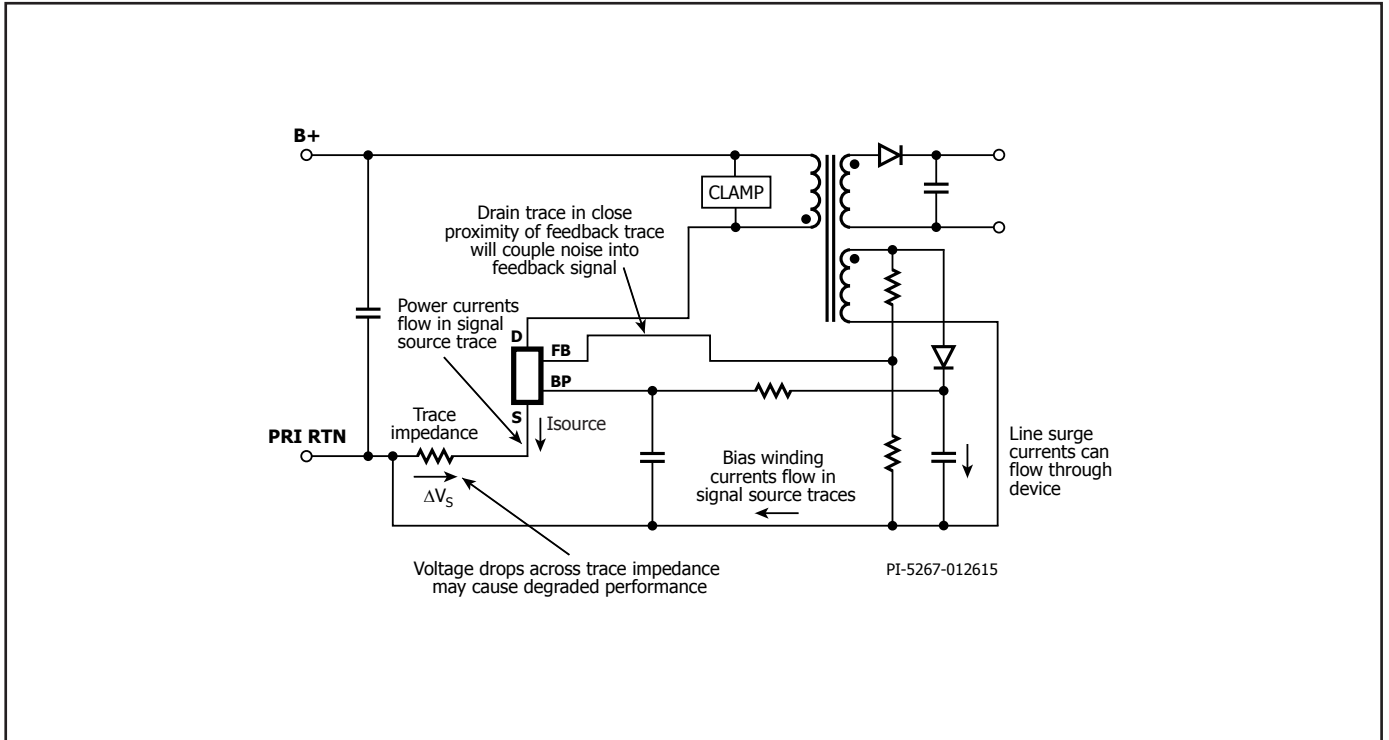 B+
CLAMP
Drain trace in close
proximity of feedback trace
will couple noise into
feedback signal
Power currents
flow in signal
source trace
D
FB
BP
S
Isource
Trace
impedance
PRI RTN
ΔVS
Bias winding
currents flow in
signal source traces
Line surge
currents can
flow through
device
Voltage drops across trace impedance
may cause degraded performance
PI-5267-012615